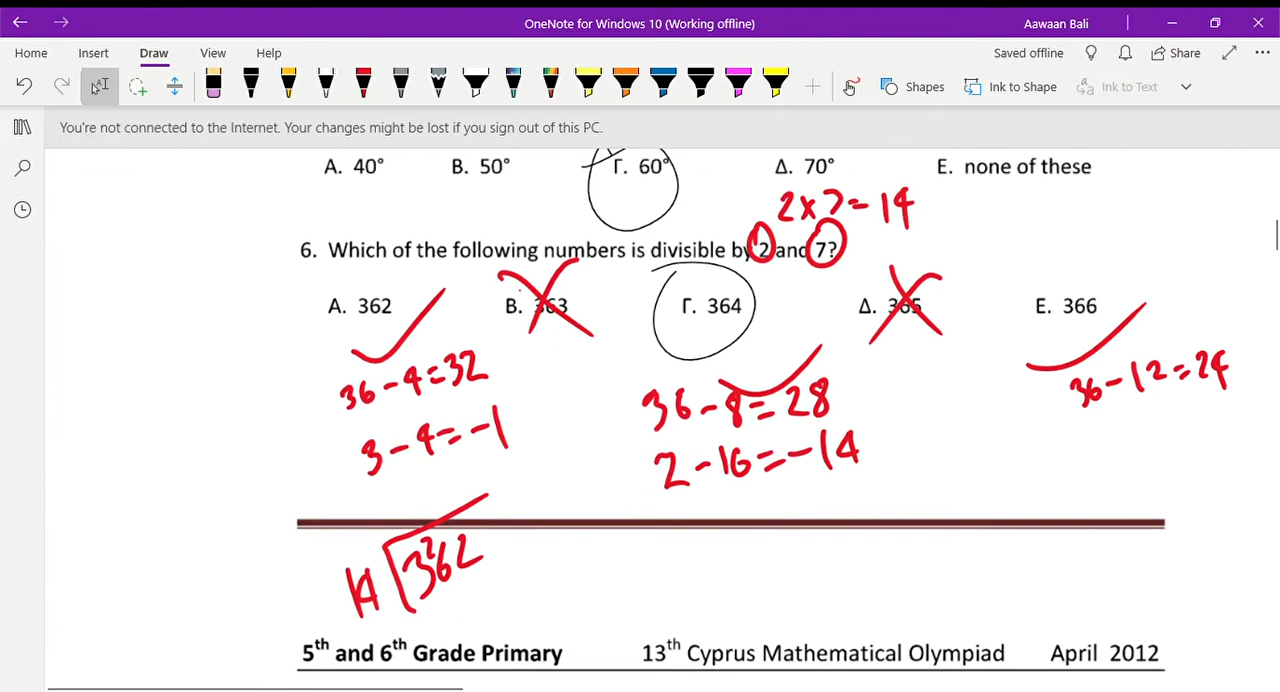 OneNote for Windows 10 (Working offline)
Aawaan Bali
Home Insert Draw View Help
Saved offline
Share
Shapes
Ink to Shape
Ink to Text
You're not connected to the Internet. Your changes might be lost if you sign out of this PC.
A. 40° B. 50° Γ. 60° Δ. 70° E. none of these
2×7=14
6. Which of the following numbers is divisible by 2 and 7?
A. 362 B. 363 Γ. 364 Δ. 365 E. 366
36-4=32
3-4=-1
36-8=28
2-16=-14
36-12=24
14 3²62
5th and 6th Grade Primary 13th Cyprus Mathematical Olympiad April 2012